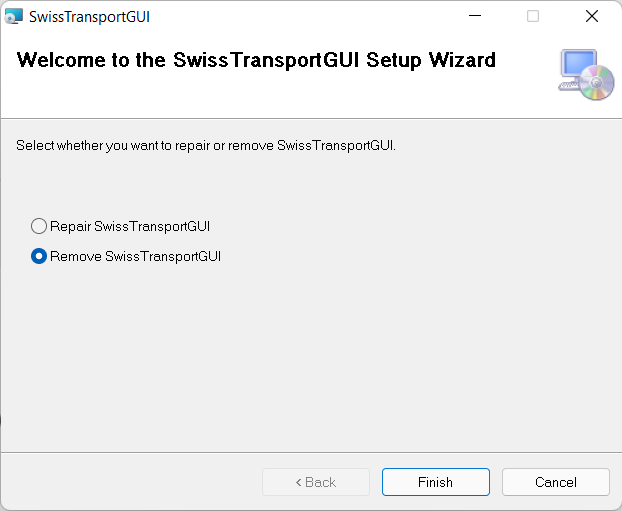 SwissTransportGUI
Welcome to the SwissTransportGUI Setup Wizard
Select whether you want to repair or remove SwissTransportGUI.
Repair SwissTransportGUI
Remove SwissTransportGUI
< Back
Finish
Cancel